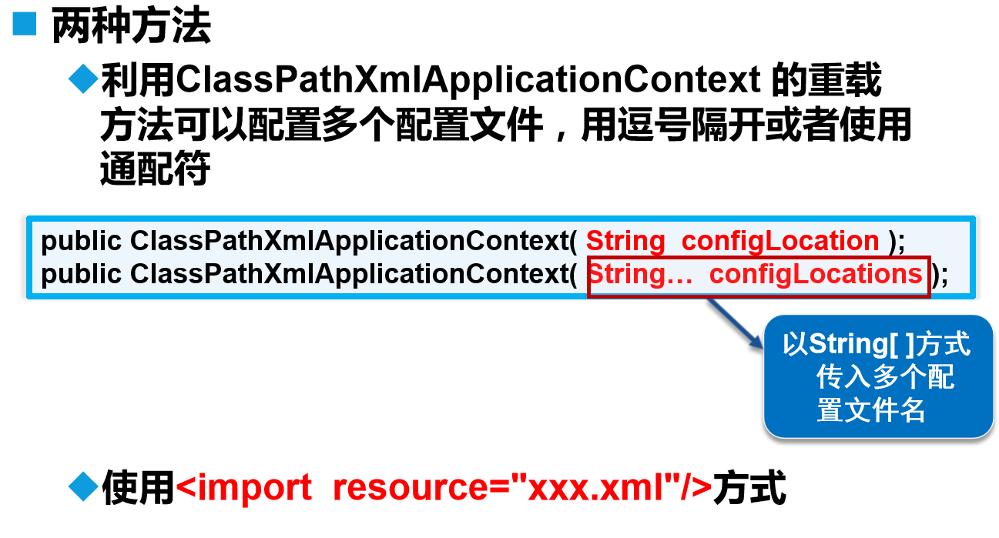 两种方法
利用ClassPathXmlApplicationContext 的重载
方法可以配置多个配置文件，用逗号隔开或者使用
通配符
public ClassPathXmlApplicationContext( String configLocation );
public ClassPathXmlApplicationContext( String… configLocations );
以String[ ]方式
传入多个配
置文件名
使用<import resource="xxx.xml"/>方式